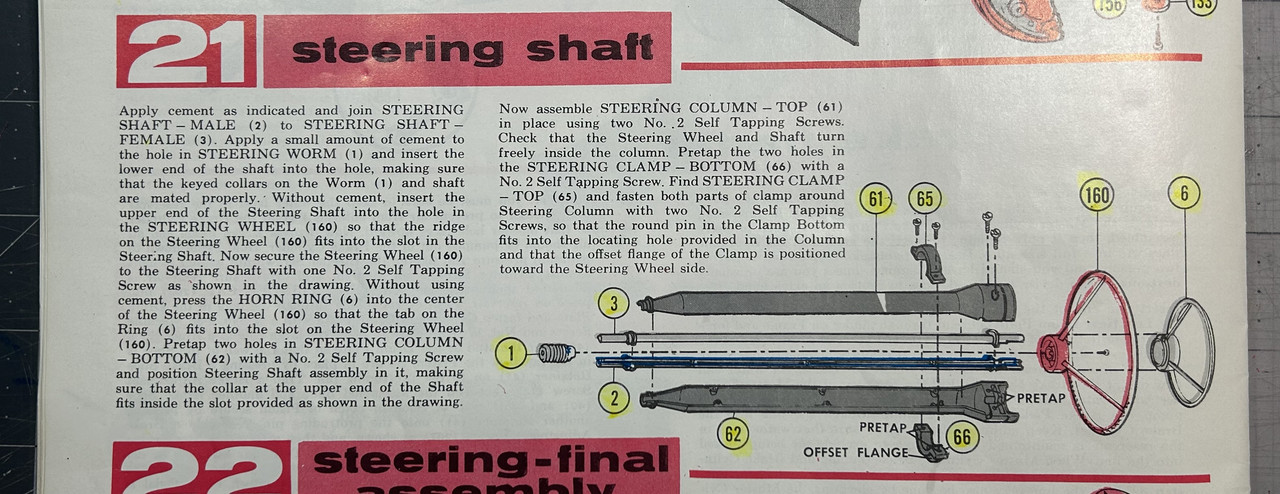 156
133
21 steering shaft
Apply cement as indicated and join STEERING
SHAFT – MALE (2) to STEERING SHAFT –
FEMALE (3). Apply a small amount of cement to
the hole in STEERING WORM (1) and insert the
lower end of the shaft into the hole, making sure
that the keyed collars on the Worm (1) and shaft
are mated properly. Without cement, insert the
upper end of the Steering Shaft into the hole in
the STEERING WHEEL (160) so that the ridge
on the Steering Wheel (160) fits into the slot in the
Steering Shaft. Now secure the Steering Wheel (160)
to the Steering Shaft with one No. 2 Self Tapping
Screw as shown in the drawing. Without using
cement, press the HORN RING (6) into the center
of the Steering Wheel (160) so that the tab on the
Ring (6) fits into the slot on the Steering Wheel
(160). Pretap two holes in STEERING COLUMN
– BOTTOM (62) with a No. 2 Self Tapping Screw
and position Steering Shaft assembly in it, making
sure that the collar at the upper end of the Shaft
fits inside the slot provided as shown in the drawing.
Now assemble STEERING COLUMN – TOP (61)
in place using two No. 2 Self Tapping Screws.
Check that the Steering Wheel and Shaft turn
freely inside the column. Pretap the two holes in
the STEERING CLAMP – BOTTOM (66) with a
No. 2 Self Tapping Screw. Find STEERING CLAMP
– TOP (65) and fasten both parts of clamp around
Steering Column with two No. 2 Self Tapping
Screws, so that the round pin in the Clamp Bottom
fits into the locating hole provided in the Column
and that the offset flange of the Clamp is positioned
toward the Steering Wheel side.
61
65
160
6
3
1
2
62
66
PRETAP
PRETAP
OFFSET FLANGE
22 steering-final
assembly